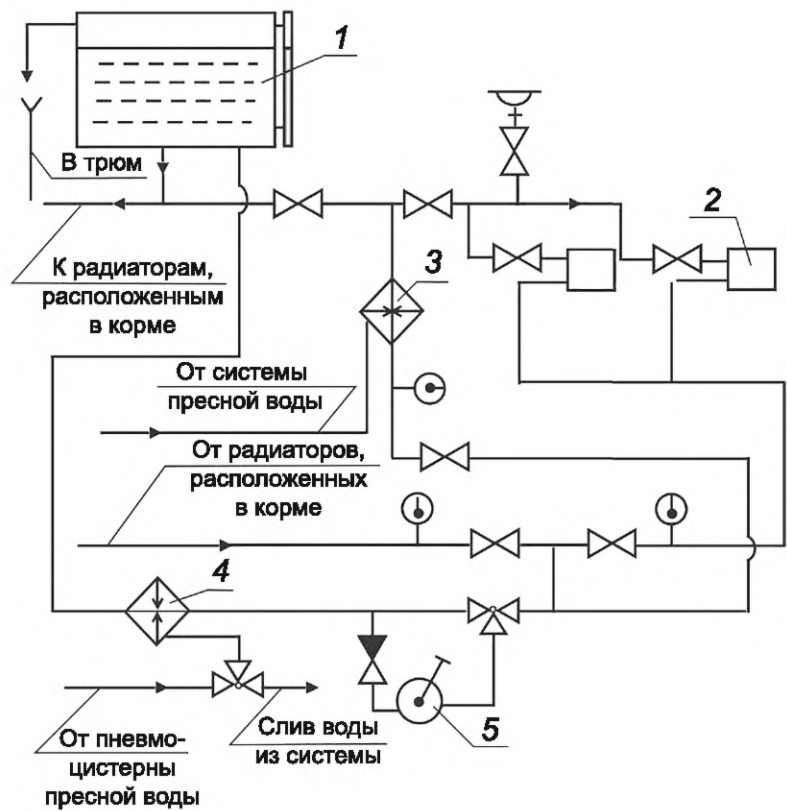 1
В трюм
2
К радиаторам,
расположенным
в корме
3
От системы
пресной воды
От радиаторов,
расположенных
в корме
4
5
От пневмо-
цистерны
пресной воды
Слив воды
из системы